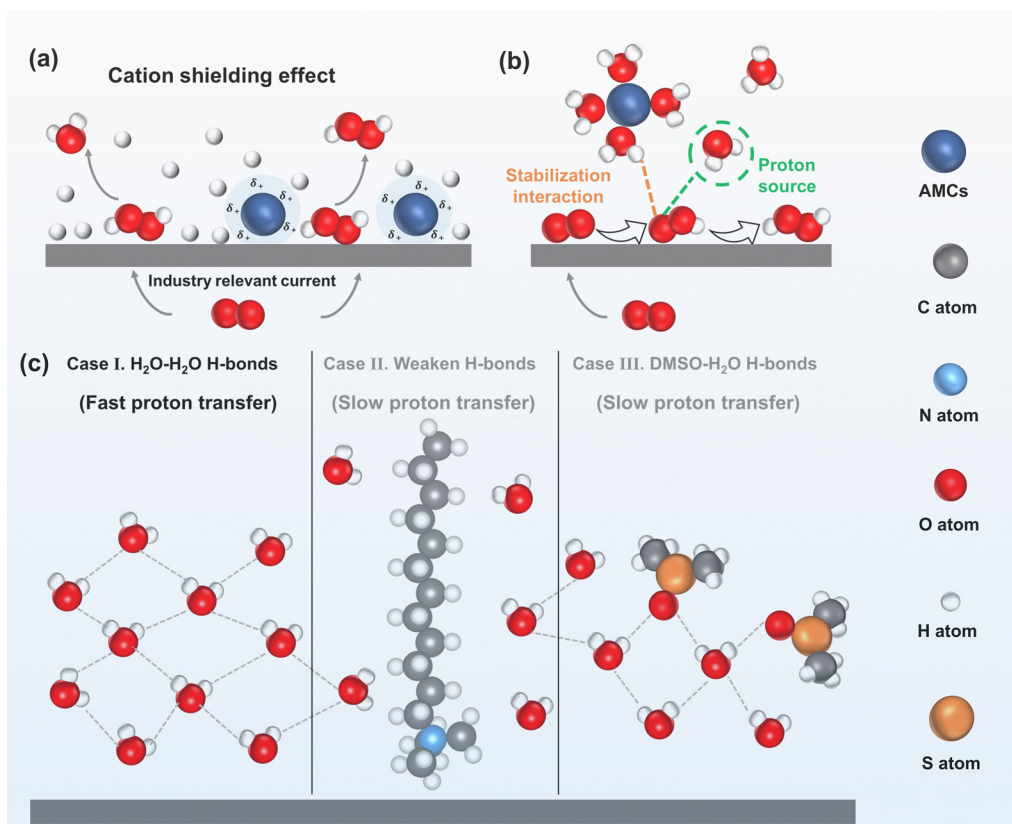 (a)
Cation shielding effect
δ+
δ+
δ+
δ+
δ+
δ+
δ+
δ+
δ+
δ+
Industry relevant current
(b)
Stabilization
interaction
Proton
source
(c)
Case I. H₂O-H₂O H-bonds
(Fast proton transfer)
Case II. Weaken H-bonds
(Slow proton transfer)
Case III. DMSO-H₂O H-bonds
(Slow proton transfer)
AMCs
C atom
N atom
O atom
H atom
S atom